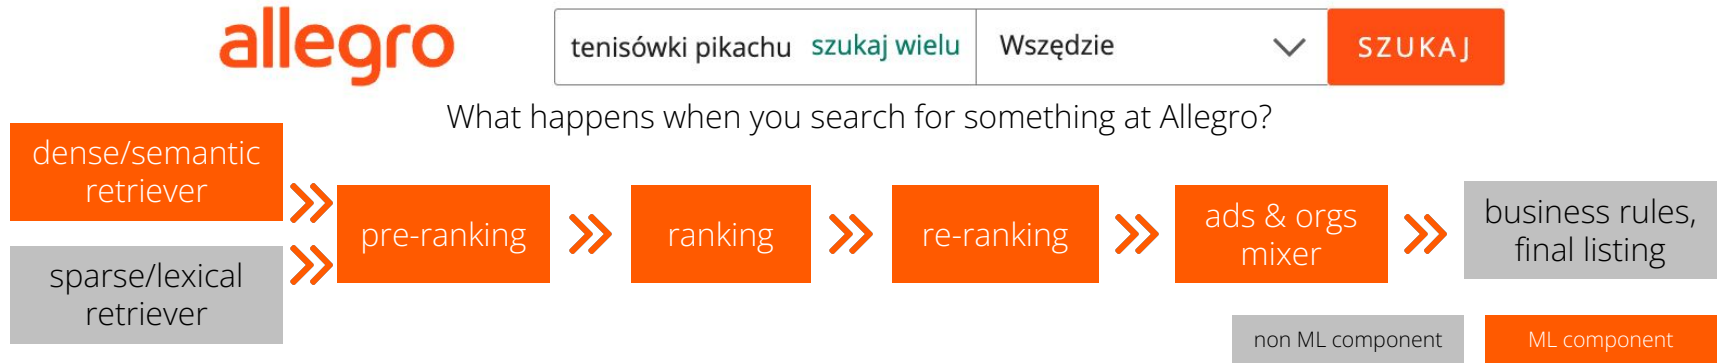 allegro
tenisówki pikachu szukaj wielu Wszędzie SZUKAJ
What happens when you search for something at Allegro?
dense/semantic
retriever
sparse/lexical
retriever
pre-ranking
ranking
re-ranking
ads & orgs
mixer
business rules,
final listing
non ML component
ML component